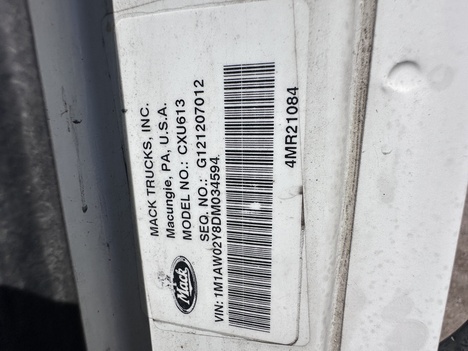 MACK TRUCKS, INC.
Macungie, PA, U.S.A.
MODEL NO.: CXU613
SEQ. NO.: G121207012
Mack
VIN: 1M1AW02Y8DM034594
4MR21084